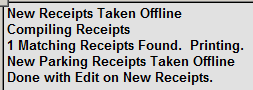 New Receipts Taken Offline
Compiling Receipts
1 Matching Receipts Found.  Printing.
New Parking Receipts Taken Offline
Done with Edit on New Receipts.